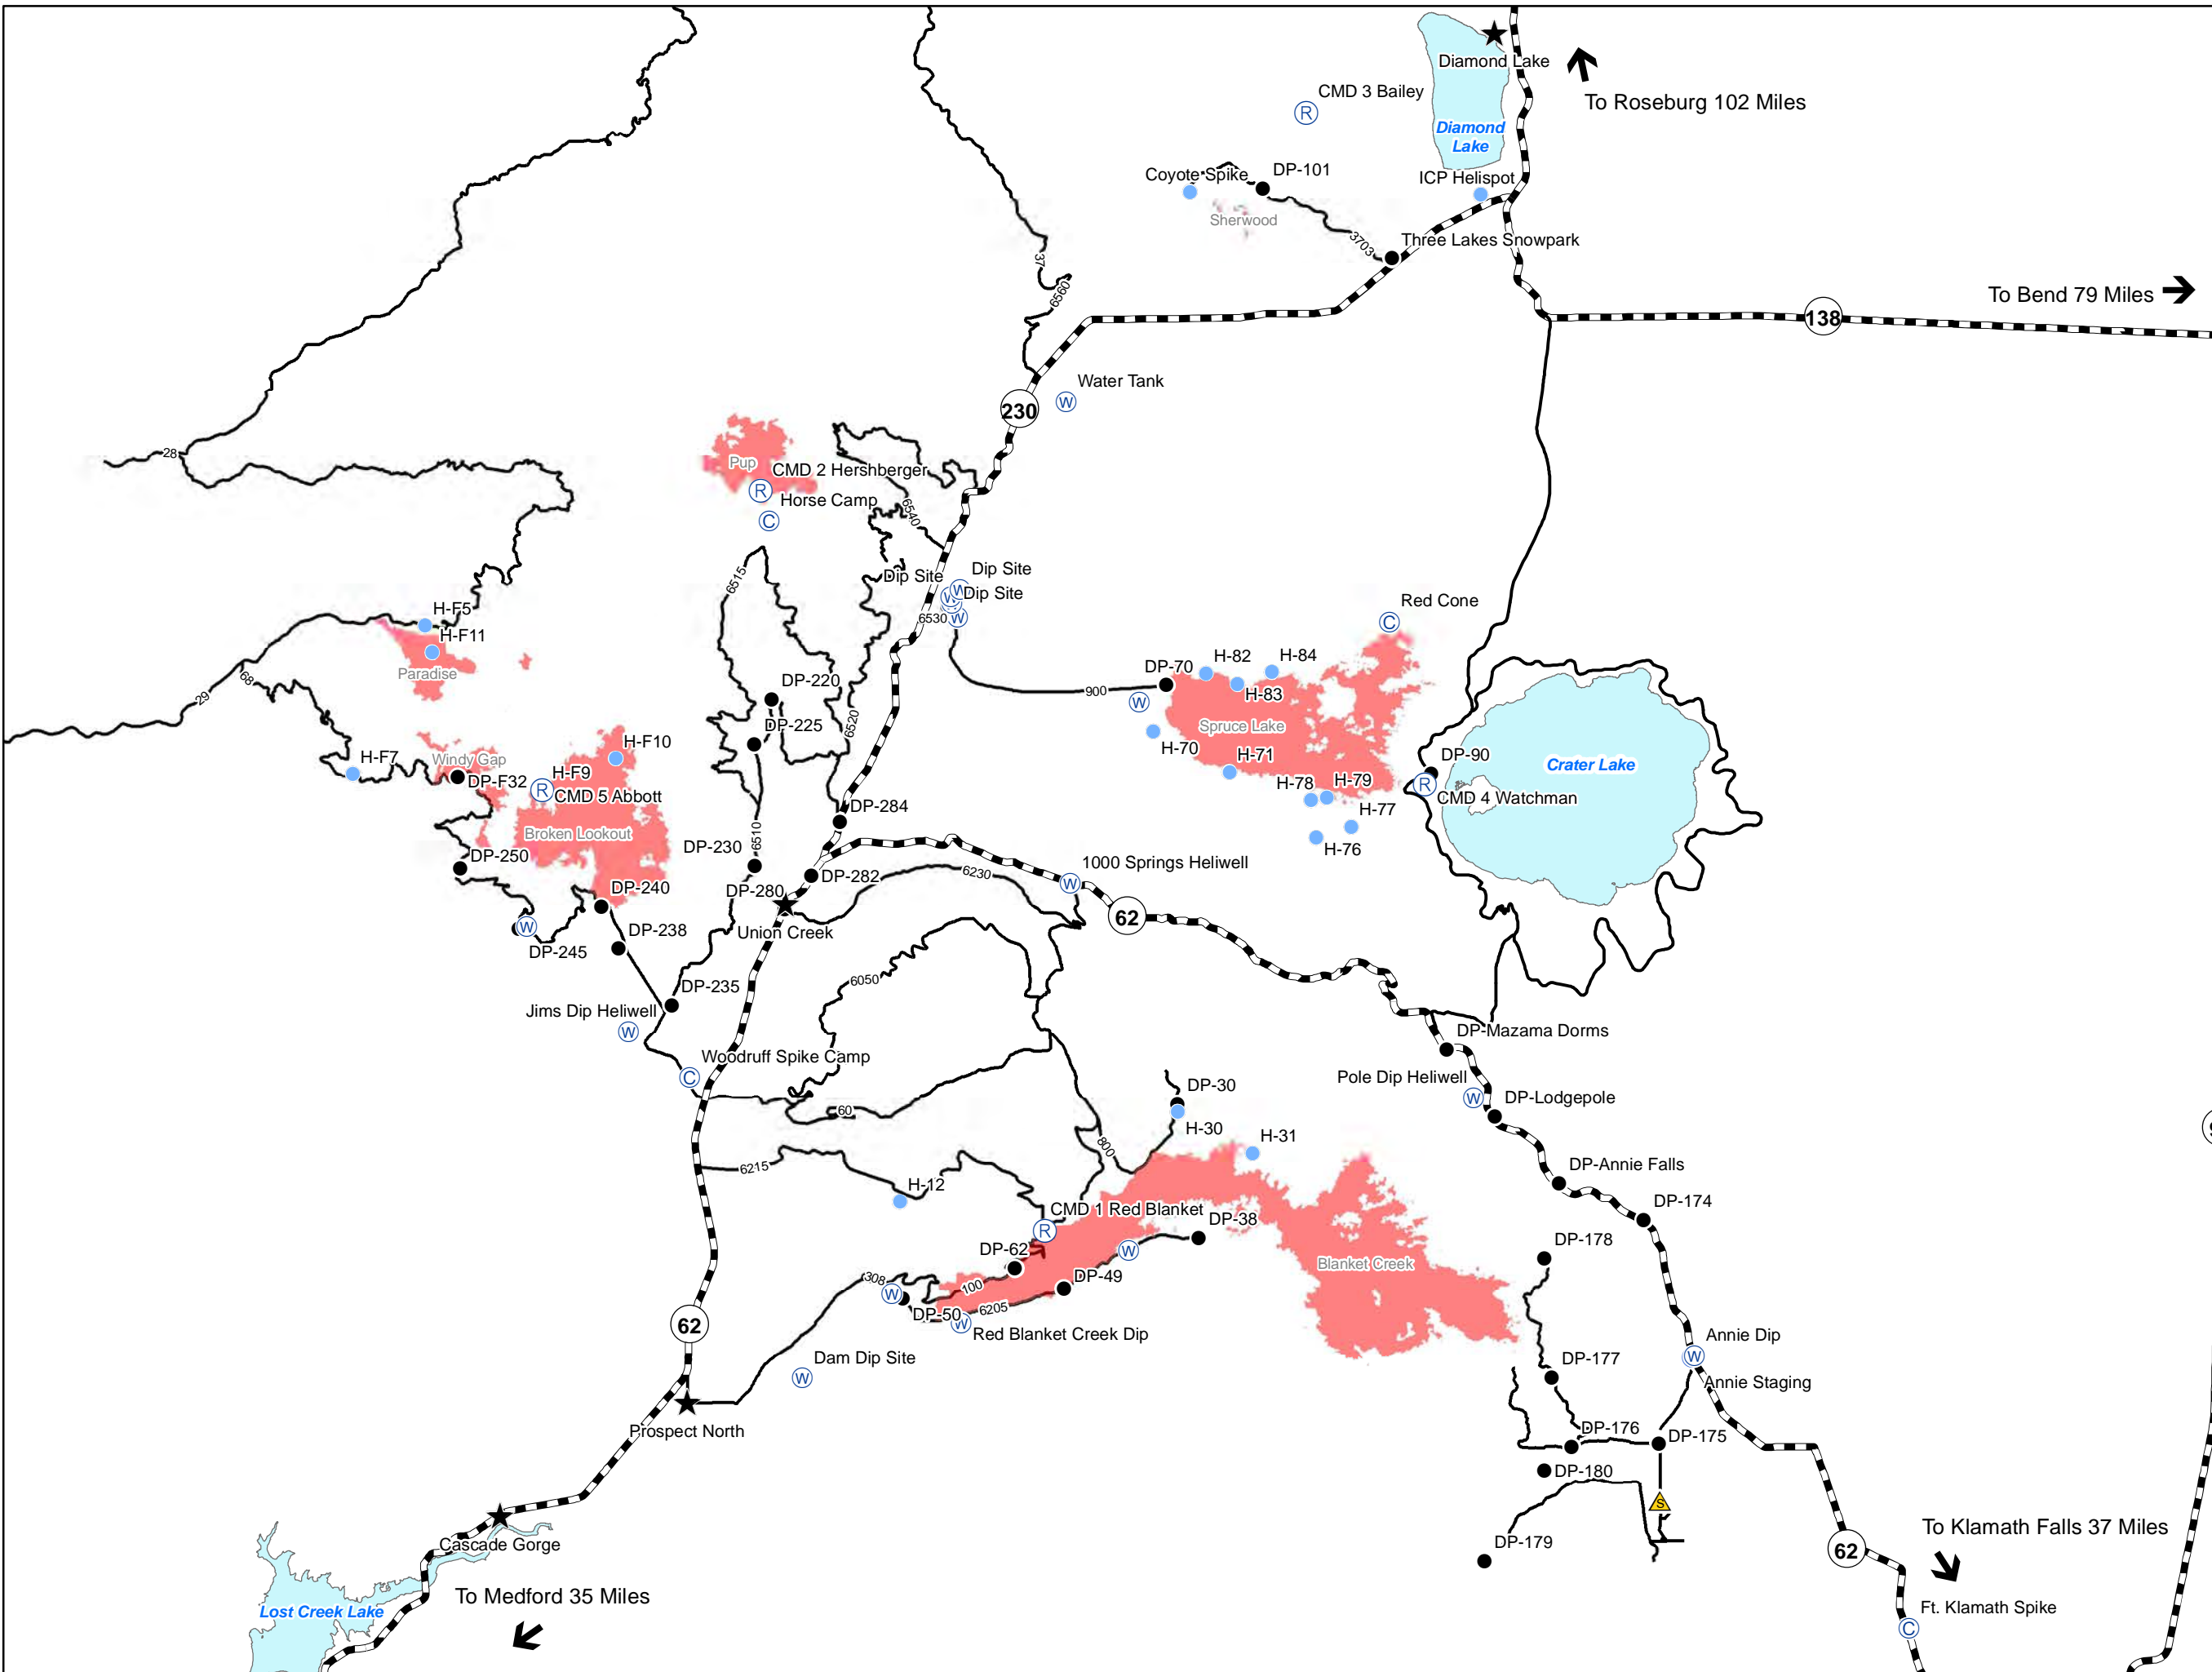 Diamond Lake
To Roseburg 102 Miles
CMD 3 Bailey
R
Diamond
Lake
Coyote Spike
DP-101
ICP Helispot
Sherwood
3703
Three Lakes Snowpark
37
6560
To Bend 79 Miles
138
Water Tank
W
230
28
Pup
CMD 2 Hershberger
R
Horse Camp
C
6540
6515
Dip Site
Dip Site
W
W
Dip Site
W
6530
H-F5
H-F11
Paradise
Red Cone
C
68
29
DP-220
DP-225
6520
DP-70
H-82
H-84
H-83
900
W
Spruce Lake
H-70
H-71
H-78
H-79
H-77
H-76
DP-90
R
CMD 4 Watchman
Crater Lake
H-F7
Windy Gap
DP-F32
H-F9
H-F10
R
CMD 5 Abbott
Broken Lookout
DP-284
DP-250
DP-230
6510
DP-240
DP-280
DP-282
6230
1000 Springs Heliwell
W
62
Union Creek
W
DP-245
DP-238
DP-235
6050
Jims Dip Heliwell
W
DP-Mazama Dorms
Woodruff Spike Camp
C
60
Pole Dip Heliwell
W
DP-Lodgepole
DP-30
H-30
H-31
800
6215
H-12
DP-Annie Falls
DP-174
CMD 1 Red Blanket
R
DP-38
W
DP-62
DP-178
Blanket Creek
308
100
DP-49
W
DP-50
6205
W
Red Blanket Creek Dip
62
Dam Dip Site
W
Annie Dip
W
DP-177
Annie Staging
Prospect North
DP-176
DP-175
DP-180
S
Cascade Gorge
DP-179
To Klamath Falls 37 Miles
62
To Medford 35 Miles
Lost Creek Lake
Ft. Klamath Spike
C